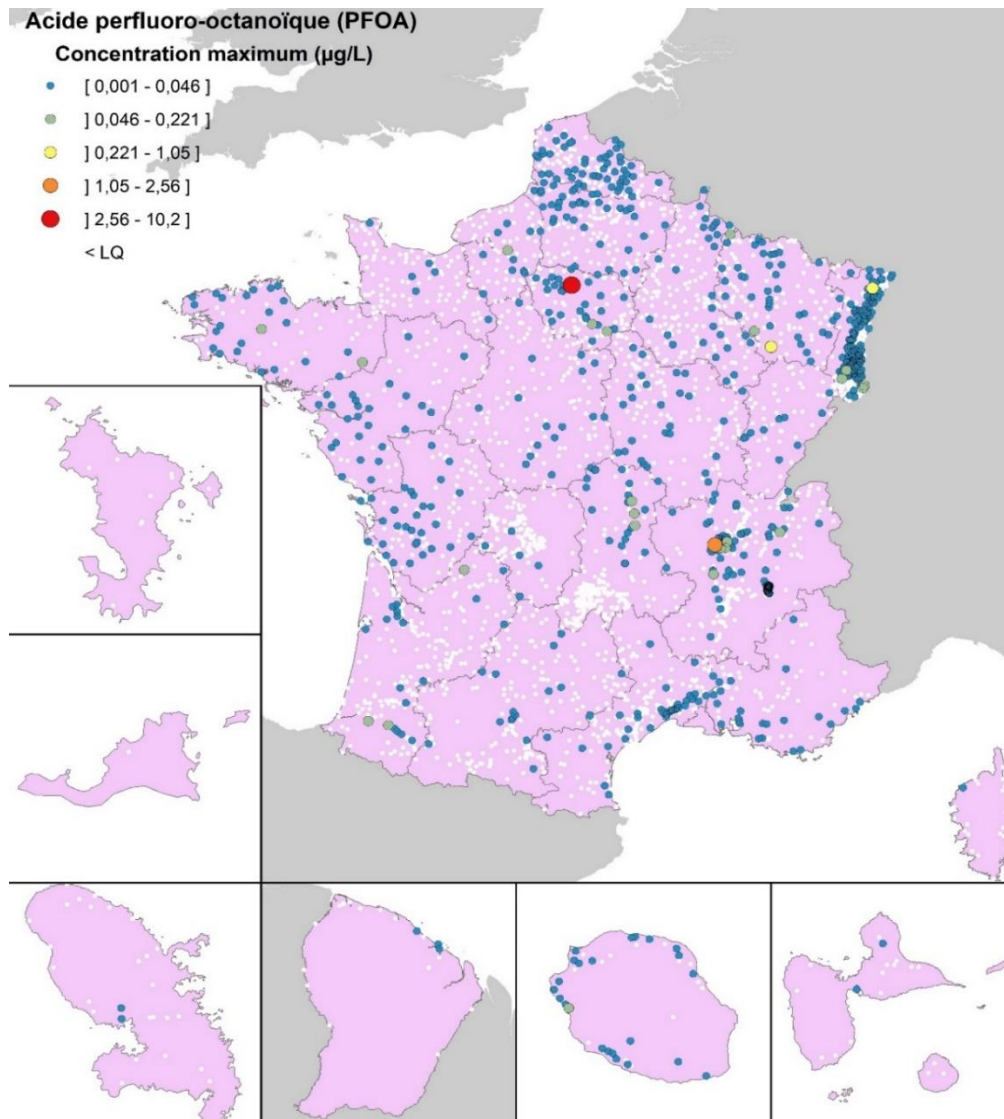 Acide perfluoro-octanoïque (PFOA)
Concentration maximum (µg/L)
] 0,001 - 0,046 ]
] 0,046 - 0,221 ]
] 0,221 - 1,05 ]
] 1,05 - 2,56 ]
] 2,56 - 10,2 ]
< LQ